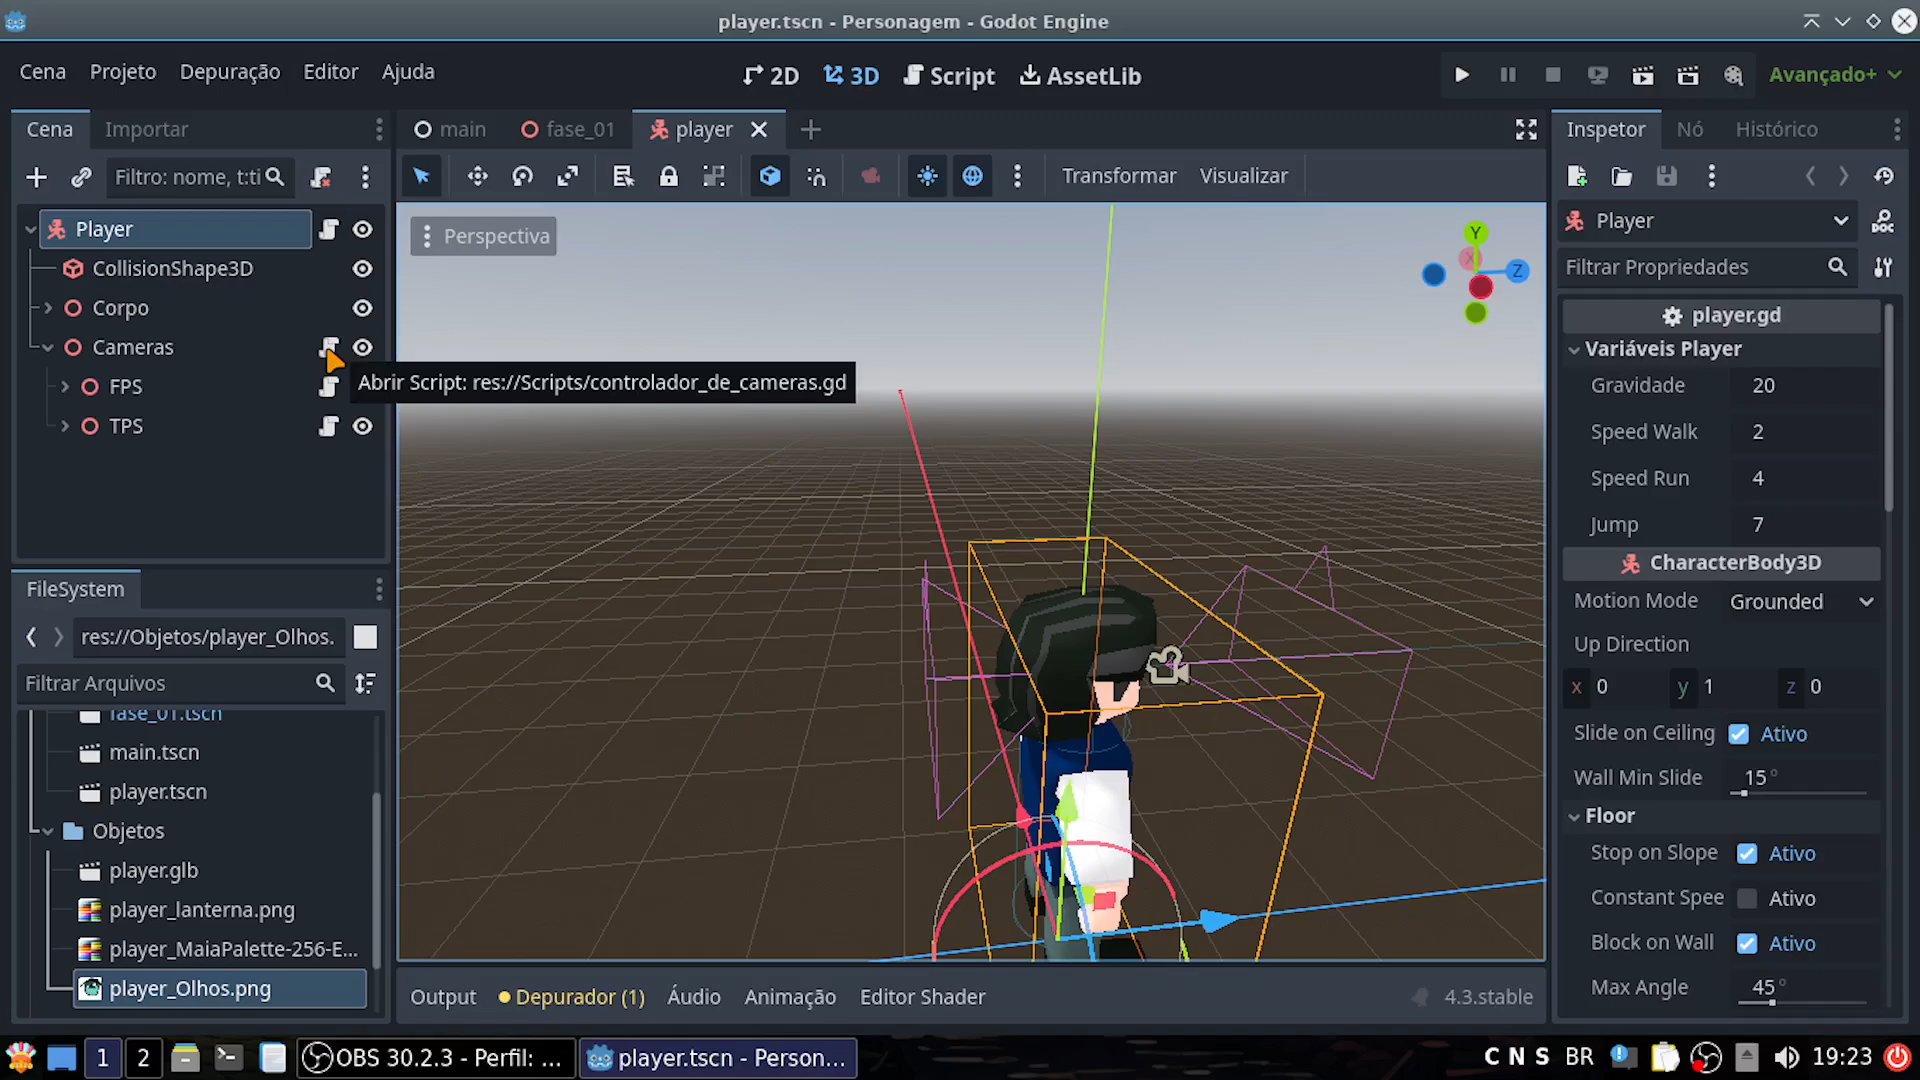 player.tscn - Personagem - Godot Engine
Cena Projeto Depuração Editor Ajuda
2D 3D Script AssetLib
Avançado+
Cena Importar
main fase_01 player
Inspetor Nó Histórico
Filtro: nome, t:ti
Transformar Visualizar
Player
CollisionShape3D
Corpo
Cameras
FPS
TPS
Perspectiva
Y
X
Z
Abrir Script: res://Scripts/controlador_de_cameras.gd
Player
DOC
Filtrar Propriedades
player.gd
Variáveis Player
Gravidade 20
Speed Walk 2
Speed Run 4
Jump 7
CharacterBody3D
Motion Mode Grounded
Up Direction
x 0 y 1 z 0
Slide on Ceiling Ativo
Wall Min Slide 15°
Floor
Stop on Slope Ativo
Constant Spee Ativo
Block on Wall Ativo
Max Angle 45°
FileSystem
res://Objetos/player_Olhos.
Filtrar Arquivos
fase_01.tscn
main.tscn
player.tscn
Objetos
player.glb
player_lanterna.png
player_MaiaPalette-256-E...
player_Olhos.png
Output Depurador (1) Áudio Animação Editor Shader
4.3.stable
1 2 OBS 30.2.3 - Perfil: ... player.tscn - Person...
C N S BR 19:23